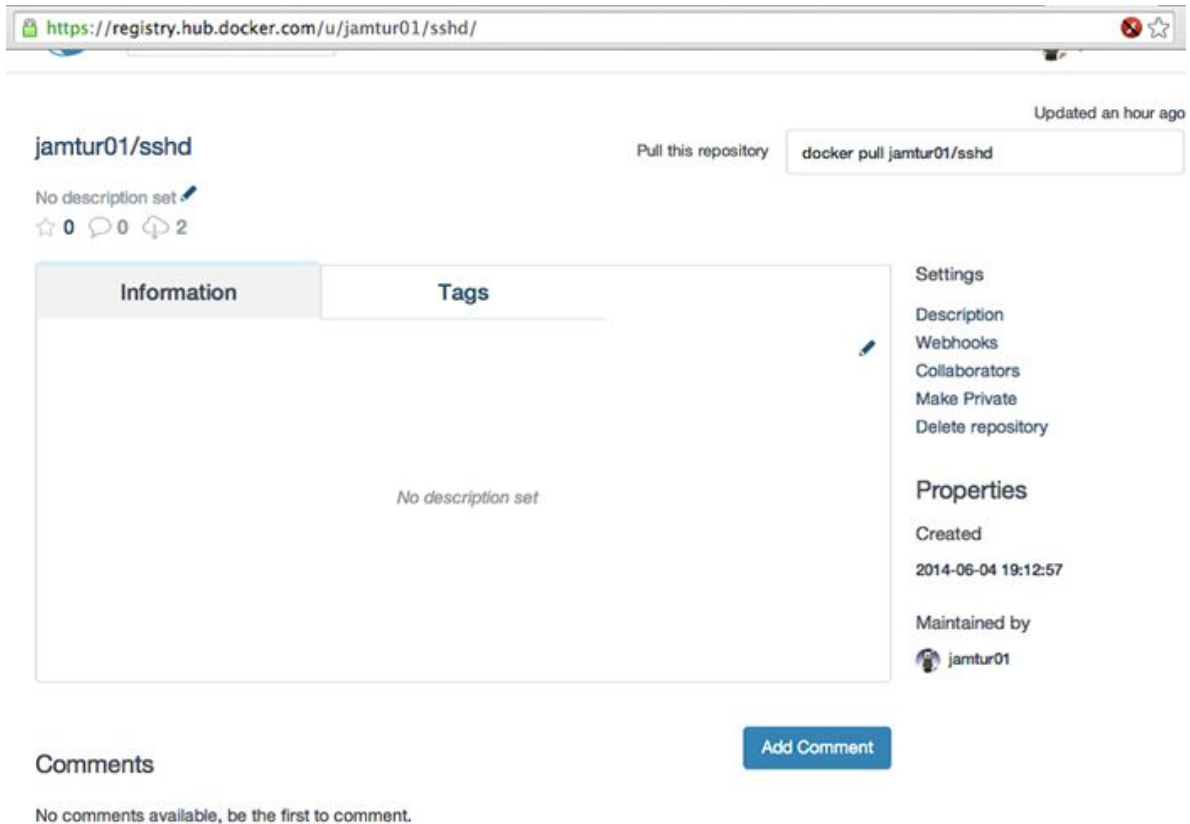 https://registry.hub.docker.com/u/jamtur01/sshd/
Updated an hour ago
jamtur01/sshd
Pull this repository
docker pull jamtur01/sshd
No description set
0 0 2
Information
Tags
No description set
Settings
Description
Webhooks
Collaborators
Make Private
Delete repository
Properties
Created
2014-06-04 19:12:57
Maintained by
jamtur01
Add Comment
Comments
No comments available, be the first to comment.